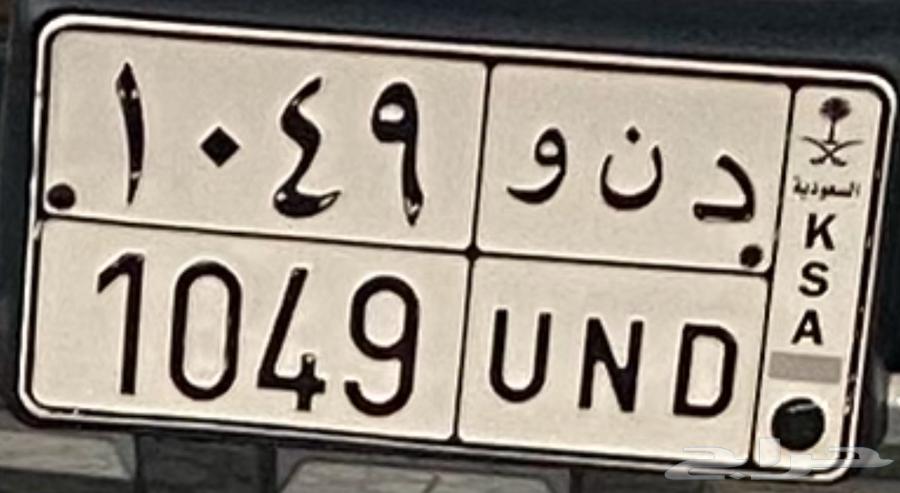 ١٠٤٩ د ن و
1049 UND
السعودية
K
S
A
حراج